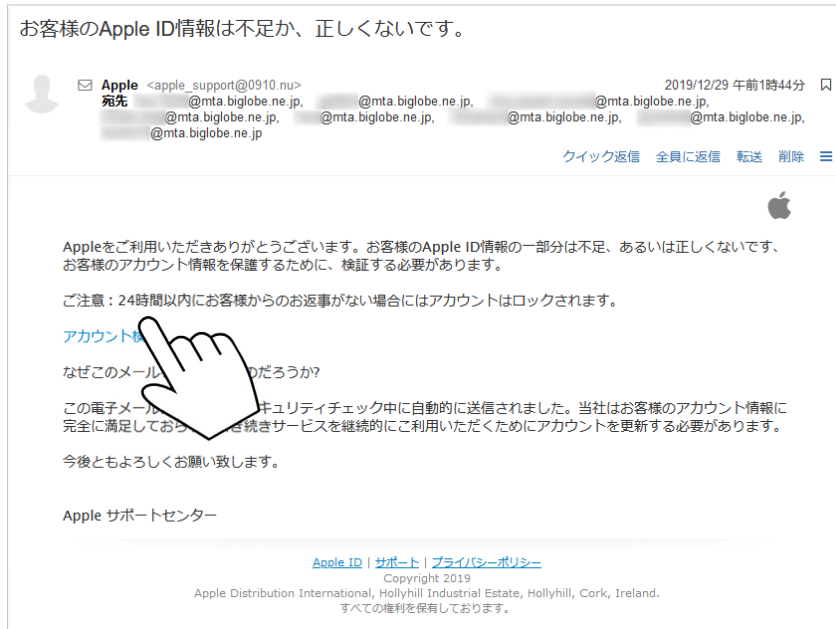 お客様のApple ID情報は不足か、正しくないです。
Apple <apple_support@0910.nu> 2019/12/29 午前1時44分
宛先 @mta.biglobe.ne.jp, @mta.biglobe.ne.jp, @mta.biglobe.ne.jp,
@mta.biglobe.ne.jp, @mta.biglobe.ne.jp, @mta.biglobe.ne.jp, @mta.biglobe.ne.jp,
@mta.biglobe.ne.jp
クイック返信 全員に返信 転送 削除
Appleをご利用いただきありがとうございます。お客様のApple ID情報の一部分は不足、あるいは正しくないです、
お客様のアカウント情報を保護するために、検証する必要があります。
ご注意：24時間以内にお客様からのお返事がない場合にはアカウントはロックされます。
アカウント
なぜこのメール のだろうか?
この電子メール キュリティチェック中に自動的に送信されました。当社はお客様のアカウント情報に
完全に満足しており 続きサービスを継続的にご利用いただくためにアカウントを更新する必要があります。
今後ともよろしくお願い致します。
Apple サポートセンター
Apple ID | サポート | プライバシーポリシー
Copyright 2019
Apple Distribution International, Hollyhill Industrial Estate, Hollyhill, Cork, Ireland.
すべての権利を保有しております。